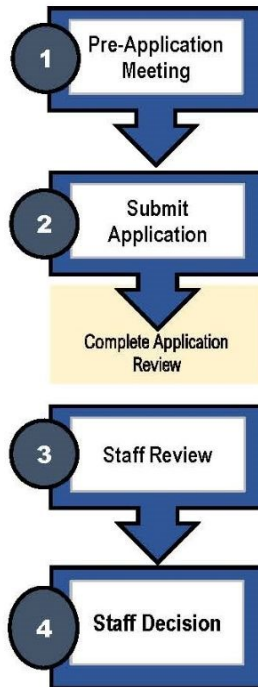 1
Pre-Application
Meeting
2
Submit
Application
Complete Application
Review
3
Staff Review
4
Staff Decision